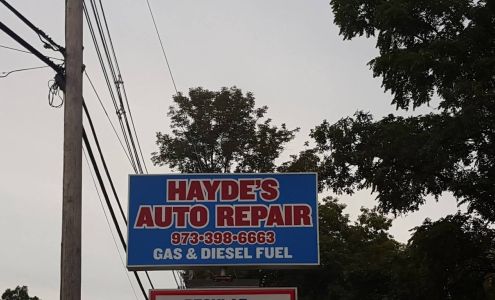 HAYDE'S
AUTO REPAIR
973-398-6663
GAS & DIESEL FUEL